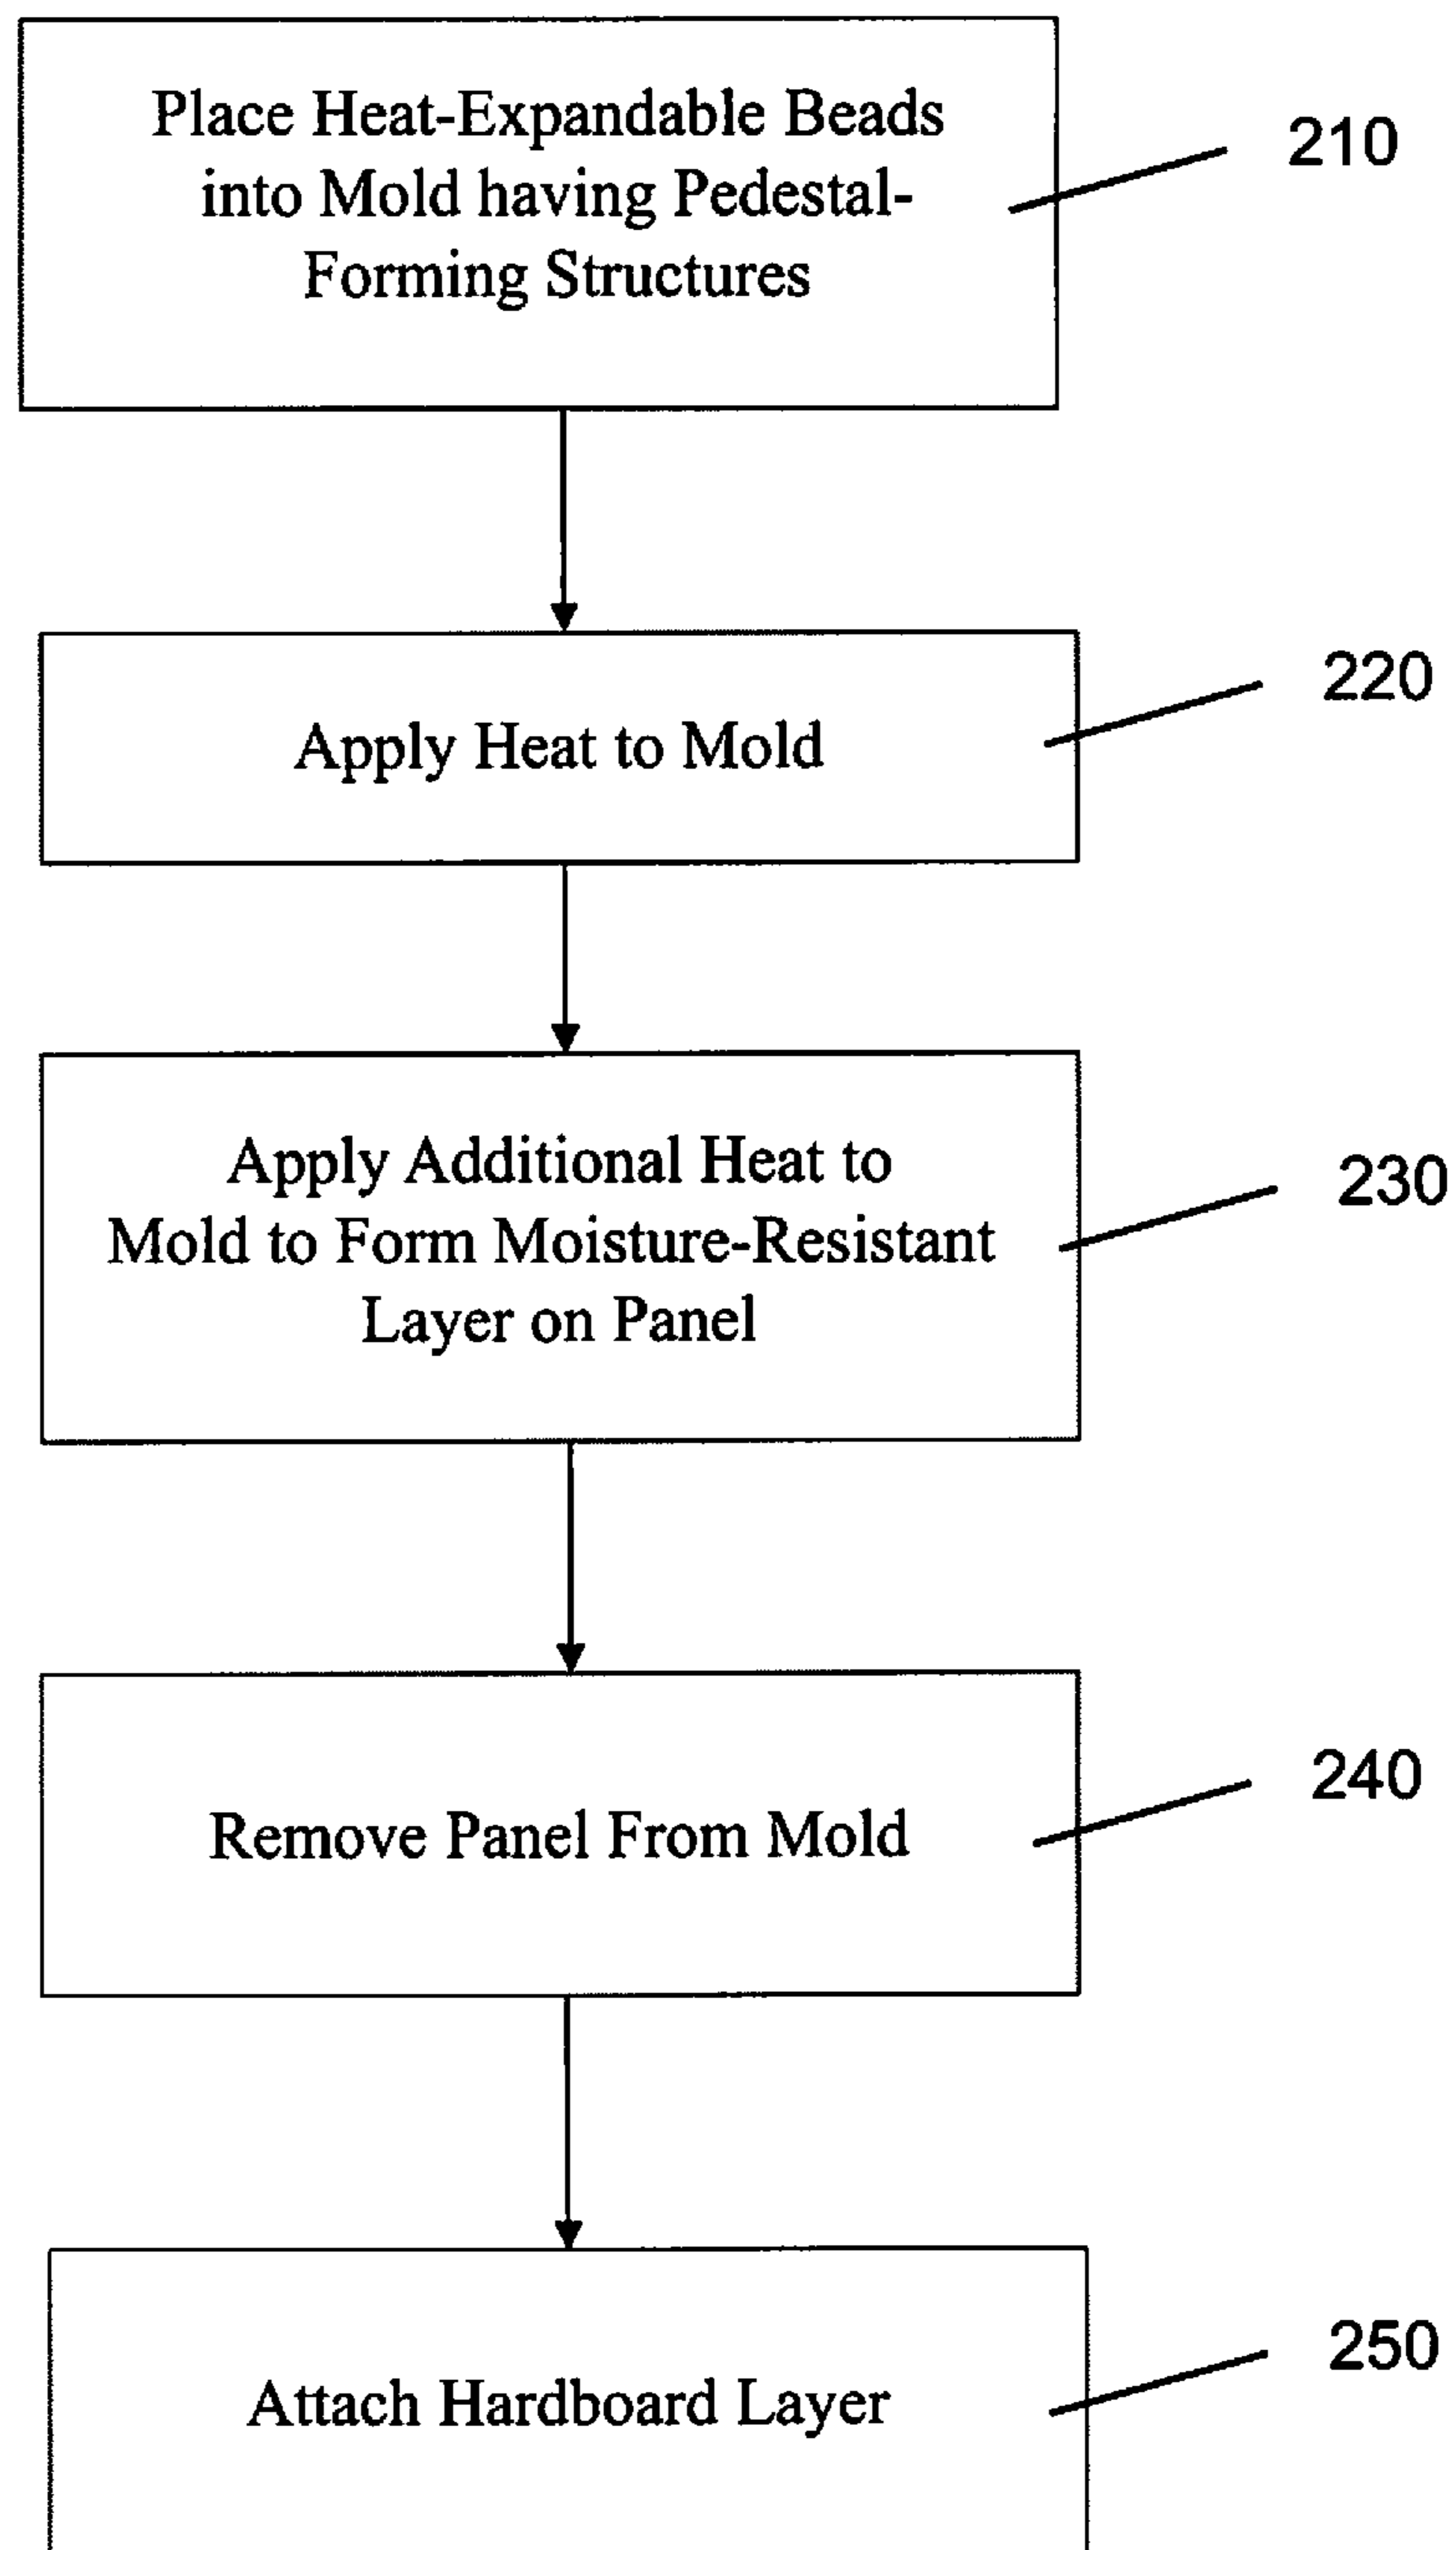 Place Heat-Expandable Beads
into Mold having Pedestal-
Forming Structures
210
Apply Heat to Mold
220
Apply Additional Heat to
Mold to Form Moisture-Resistant
Layer on Panel
230
Remove Panel From Mold
240
Attach Hardboard Layer
250